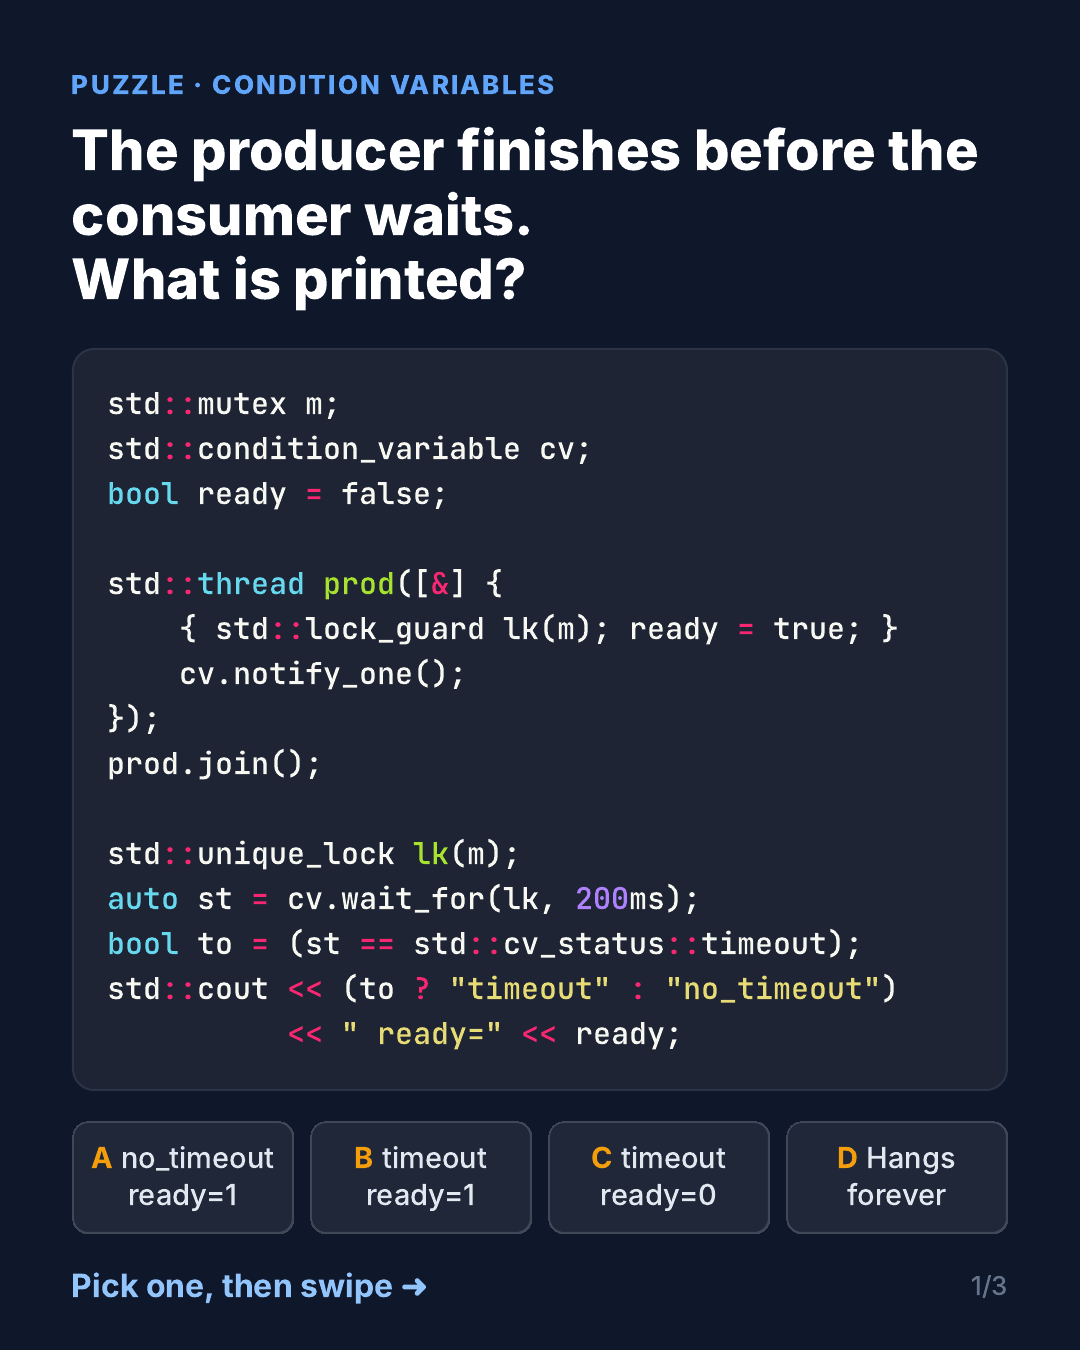 PUZZLE · CONDITION VARIABLES
The producer finishes before the
consumer waits.
What is printed?
std::mutex m;
std::condition_variable cv;
bool ready = false;
std::thread prod([&] {
    { std::lock_guard lk(m); ready = true; }
    cv.notify_one();
});
prod.join();
std::unique_lock lk(m);
auto st = cv.wait_for(lk, 200ms);
bool to = (st == std::cv_status::timeout);
std::cout << (to ? "timeout" : "no_timeout")
          << " ready=" << ready;
A no_timeout
ready=1
B timeout
ready=1
C timeout
ready=0
D Hangs
forever
Pick one, then swipe ➜
1/3